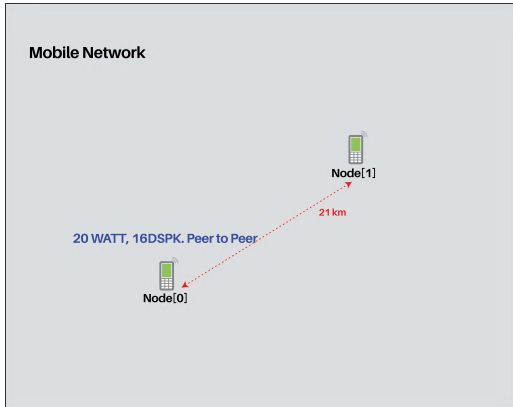 Mobile Network
Node[1]
21 km
20 WATT, 16DSPK. Peer to Peer
Node[0]